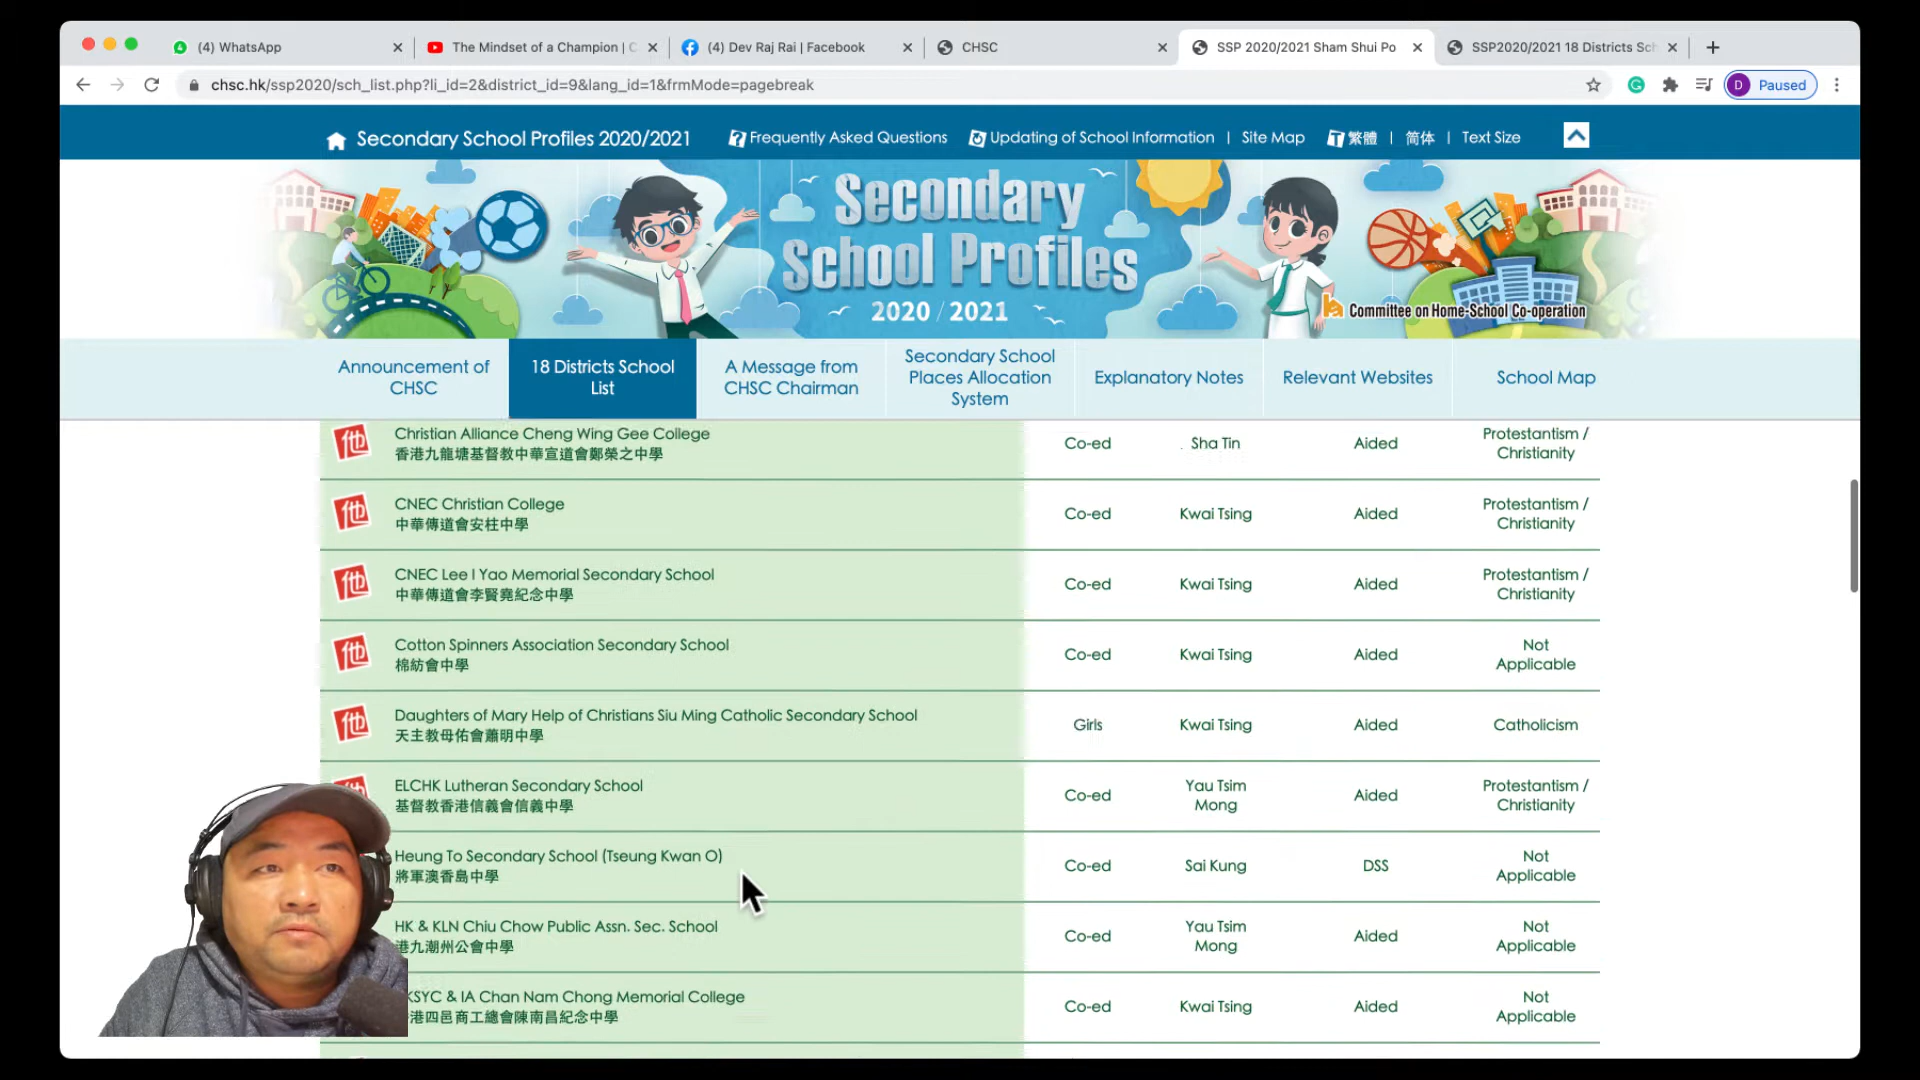 (4) WhatsApp
The Mindset of a Champion | C
(4) Dev Raj Rai | Facebook
CHSC
SSP 2020/2021 Sham Shui Po
SSP2020/2021 18 Districts Sch
chsc.hk/ssp2020/sch_list.php?li_id=2&district_id=9&lang_id=1&frmMode=pagebreak
D Paused
Secondary School Profiles 2020/2021
Frequently Asked Questions
Updating of School Information | Site Map
繁體 | 简体 | Text Size
Secondary
School Profiles
2020 / 2021
Committee on Home-School Co-operation
Announcement of
CHSC
18 Districts School
List
A Message from
CHSC Chairman
Secondary School
Places Allocation
System
Explanatory Notes
Relevant Websites
School Map
Christian Alliance Cheng Wing Gee College
香港九龍塘基督教中華宣道會鄭榮之中學
Co-ed
Sha Tin
Aided
Protestantism /
Christianity
CNEC Christian College
中華傳道會安柱中學
Co-ed
Kwai Tsing
Aided
Protestantism /
Christianity
CNEC Lee I Yao Memorial Secondary School
中華傳道會李賢堯紀念中學
Co-ed
Kwai Tsing
Aided
Protestantism /
Christianity
Cotton Spinners Association Secondary School
棉紡會中學
Co-ed
Kwai Tsing
Aided
Not
Applicable
Daughters of Mary Help of Christians Siu Ming Catholic Secondary School
天主教母佑會蕭明中學
Girls
Kwai Tsing
Aided
Catholicism
ELCHK Lutheran Secondary School
基督教香港信義會信義中學
Co-ed
Yau Tsim
Mong
Aided
Protestantism /
Christianity
Heung To Secondary School (Tseung Kwan O)
將軍澳香島中學
Co-ed
Sai Kung
DSS
Not
Applicable
HK & KLN Chiu Chow Public Assn. Sec. School
港九潮州公會中學
Co-ed
Yau Tsim
Mong
Aided
Not
Applicable
KSYC & IA Chan Nam Chong Memorial College
港四邑商工總會陳南昌紀念中學
Co-ed
Kwai Tsing
Aided
Not
Applicable